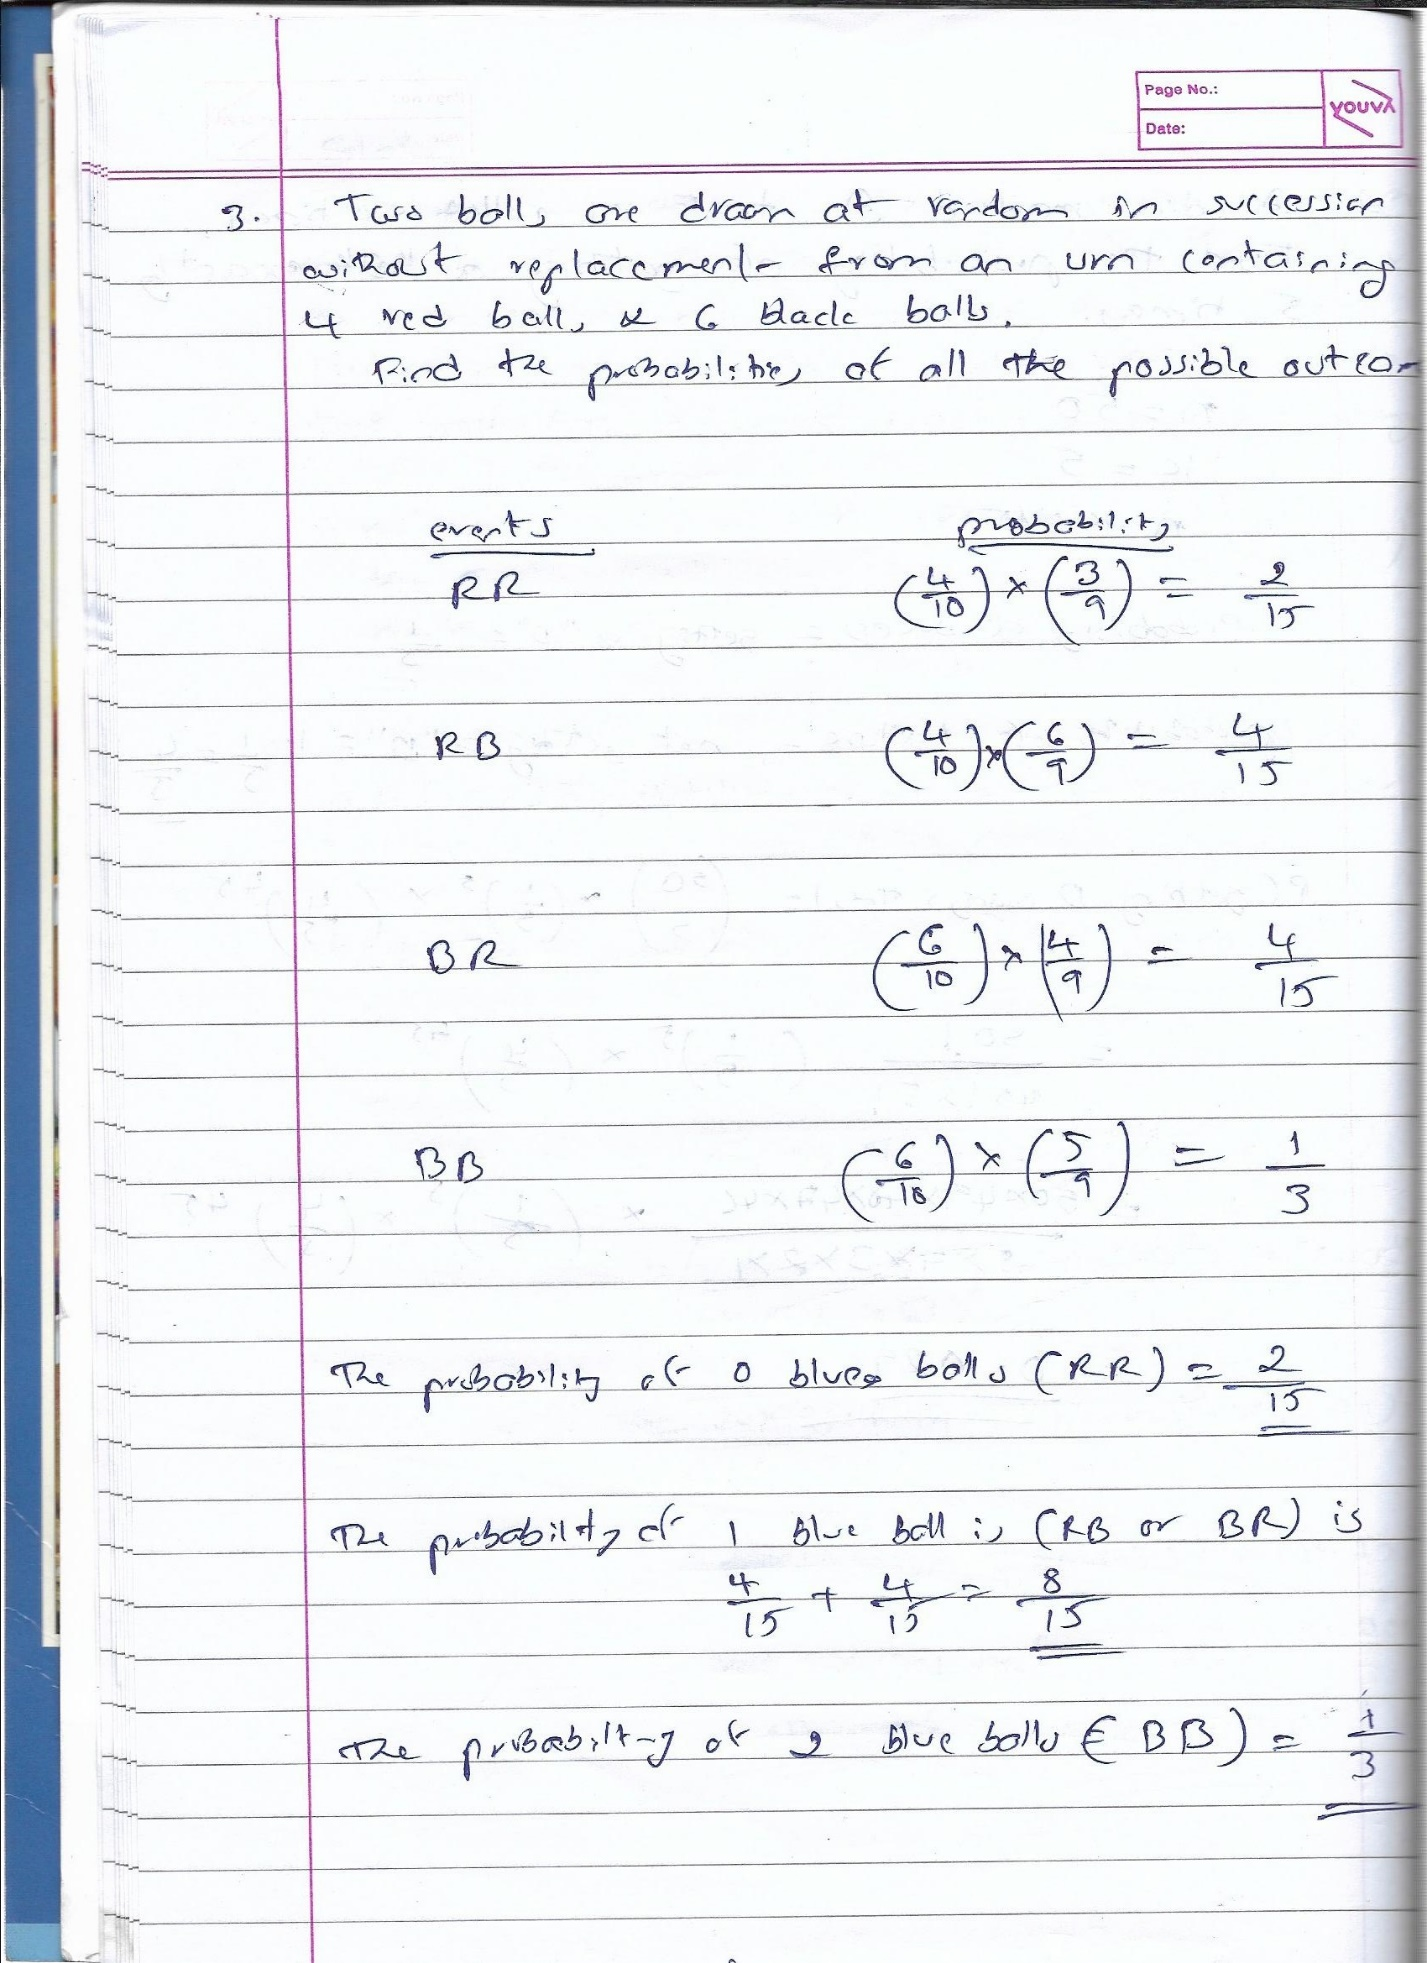 Page No.:
Date:
YOUVA
3. Two balls are drawn at random in succession
without replacement from an urn containing
4 red balls & 6 black balls.
Find the probabilities of all the possible outcom
events probability
RR (4/10) × (3/9) = 2/15
RB (4/10) × (6/9) = 4/15
BR (6/10) × (4/9) = 4/15
BB (6/10) × (5/9) = 1/3
The probability of 0 blue balls (RR) = 2/15
The probability of 1 blue ball is (RB or BR) is
4/15 + 4/15 = 8/15
The probability of 2 blue balls (BB) = 1/3